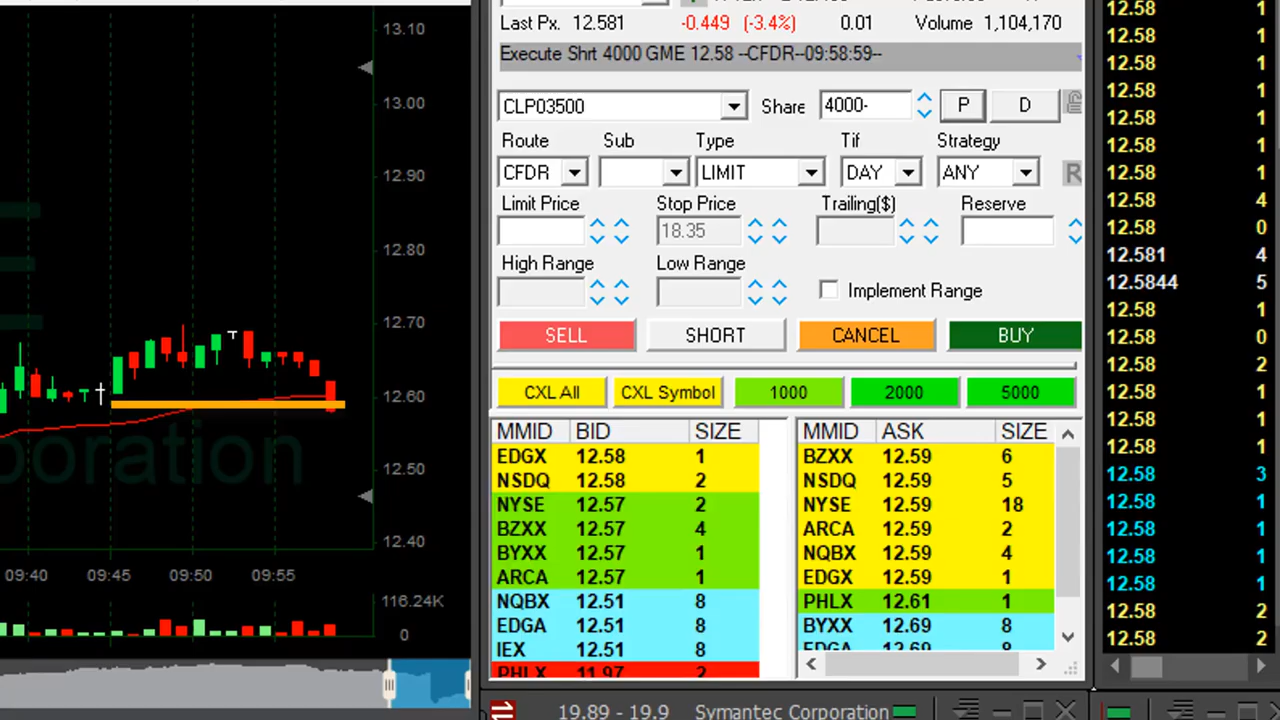 Last Px. 12.581 -0.449 (-3.4%) 0.01 Volume 1,104,170
Execute Shrt 4000 GME 12.58 --CFDR--09:58:59--
CLP03500 Share 4000- P D
Route Sub Type Tif Strategy
CFDR LIMIT DAY ANY R
Limit Price Stop Price Trailing($) Reserve
18.35
High Range Low Range
Implement Range
SELL SHORT CANCEL BUY
CXL All CXL Symbol 1000 2000 5000
MMID BID SIZE
EDGX 12.58 1
NSDQ 12.58 2
NYSE 12.57 2
BZXX 12.57 4
BYXX 12.57 1
ARCA 12.57 1
NQBX 12.51 8
EDGA 12.51 8
IEX 12.51 8
PHLX 11.97 2
MMID ASK SIZE
BZXX 12.59 6
NSDQ 12.59 5
NYSE 12.59 18
ARCA 12.59 2
NQBX 12.59 4
EDGX 12.59 1
PHLX 12.61 1
BYXX 12.69 8
EDGA 12.69 8
13.10
13.00
12.90
12.80
12.70
12.60
12.50
12.40
09:40 09:45 09:50 09:55
116.24K
0
oration
12.58 1
12.58 1
12.58 1
12.58 1
12.58 1
12.58 1
12.58 1
12.58 4
12.58 0
12.581 4
12.5844 5
12.58 1
12.58 0
12.58 2
12.58 1
12.58 1
12.58 1
12.58 3
12.58 1
12.58 1
12.58 1
12.58 1
12.58 2
12.58 2
19.89 - 19.9 Symantec Corporation